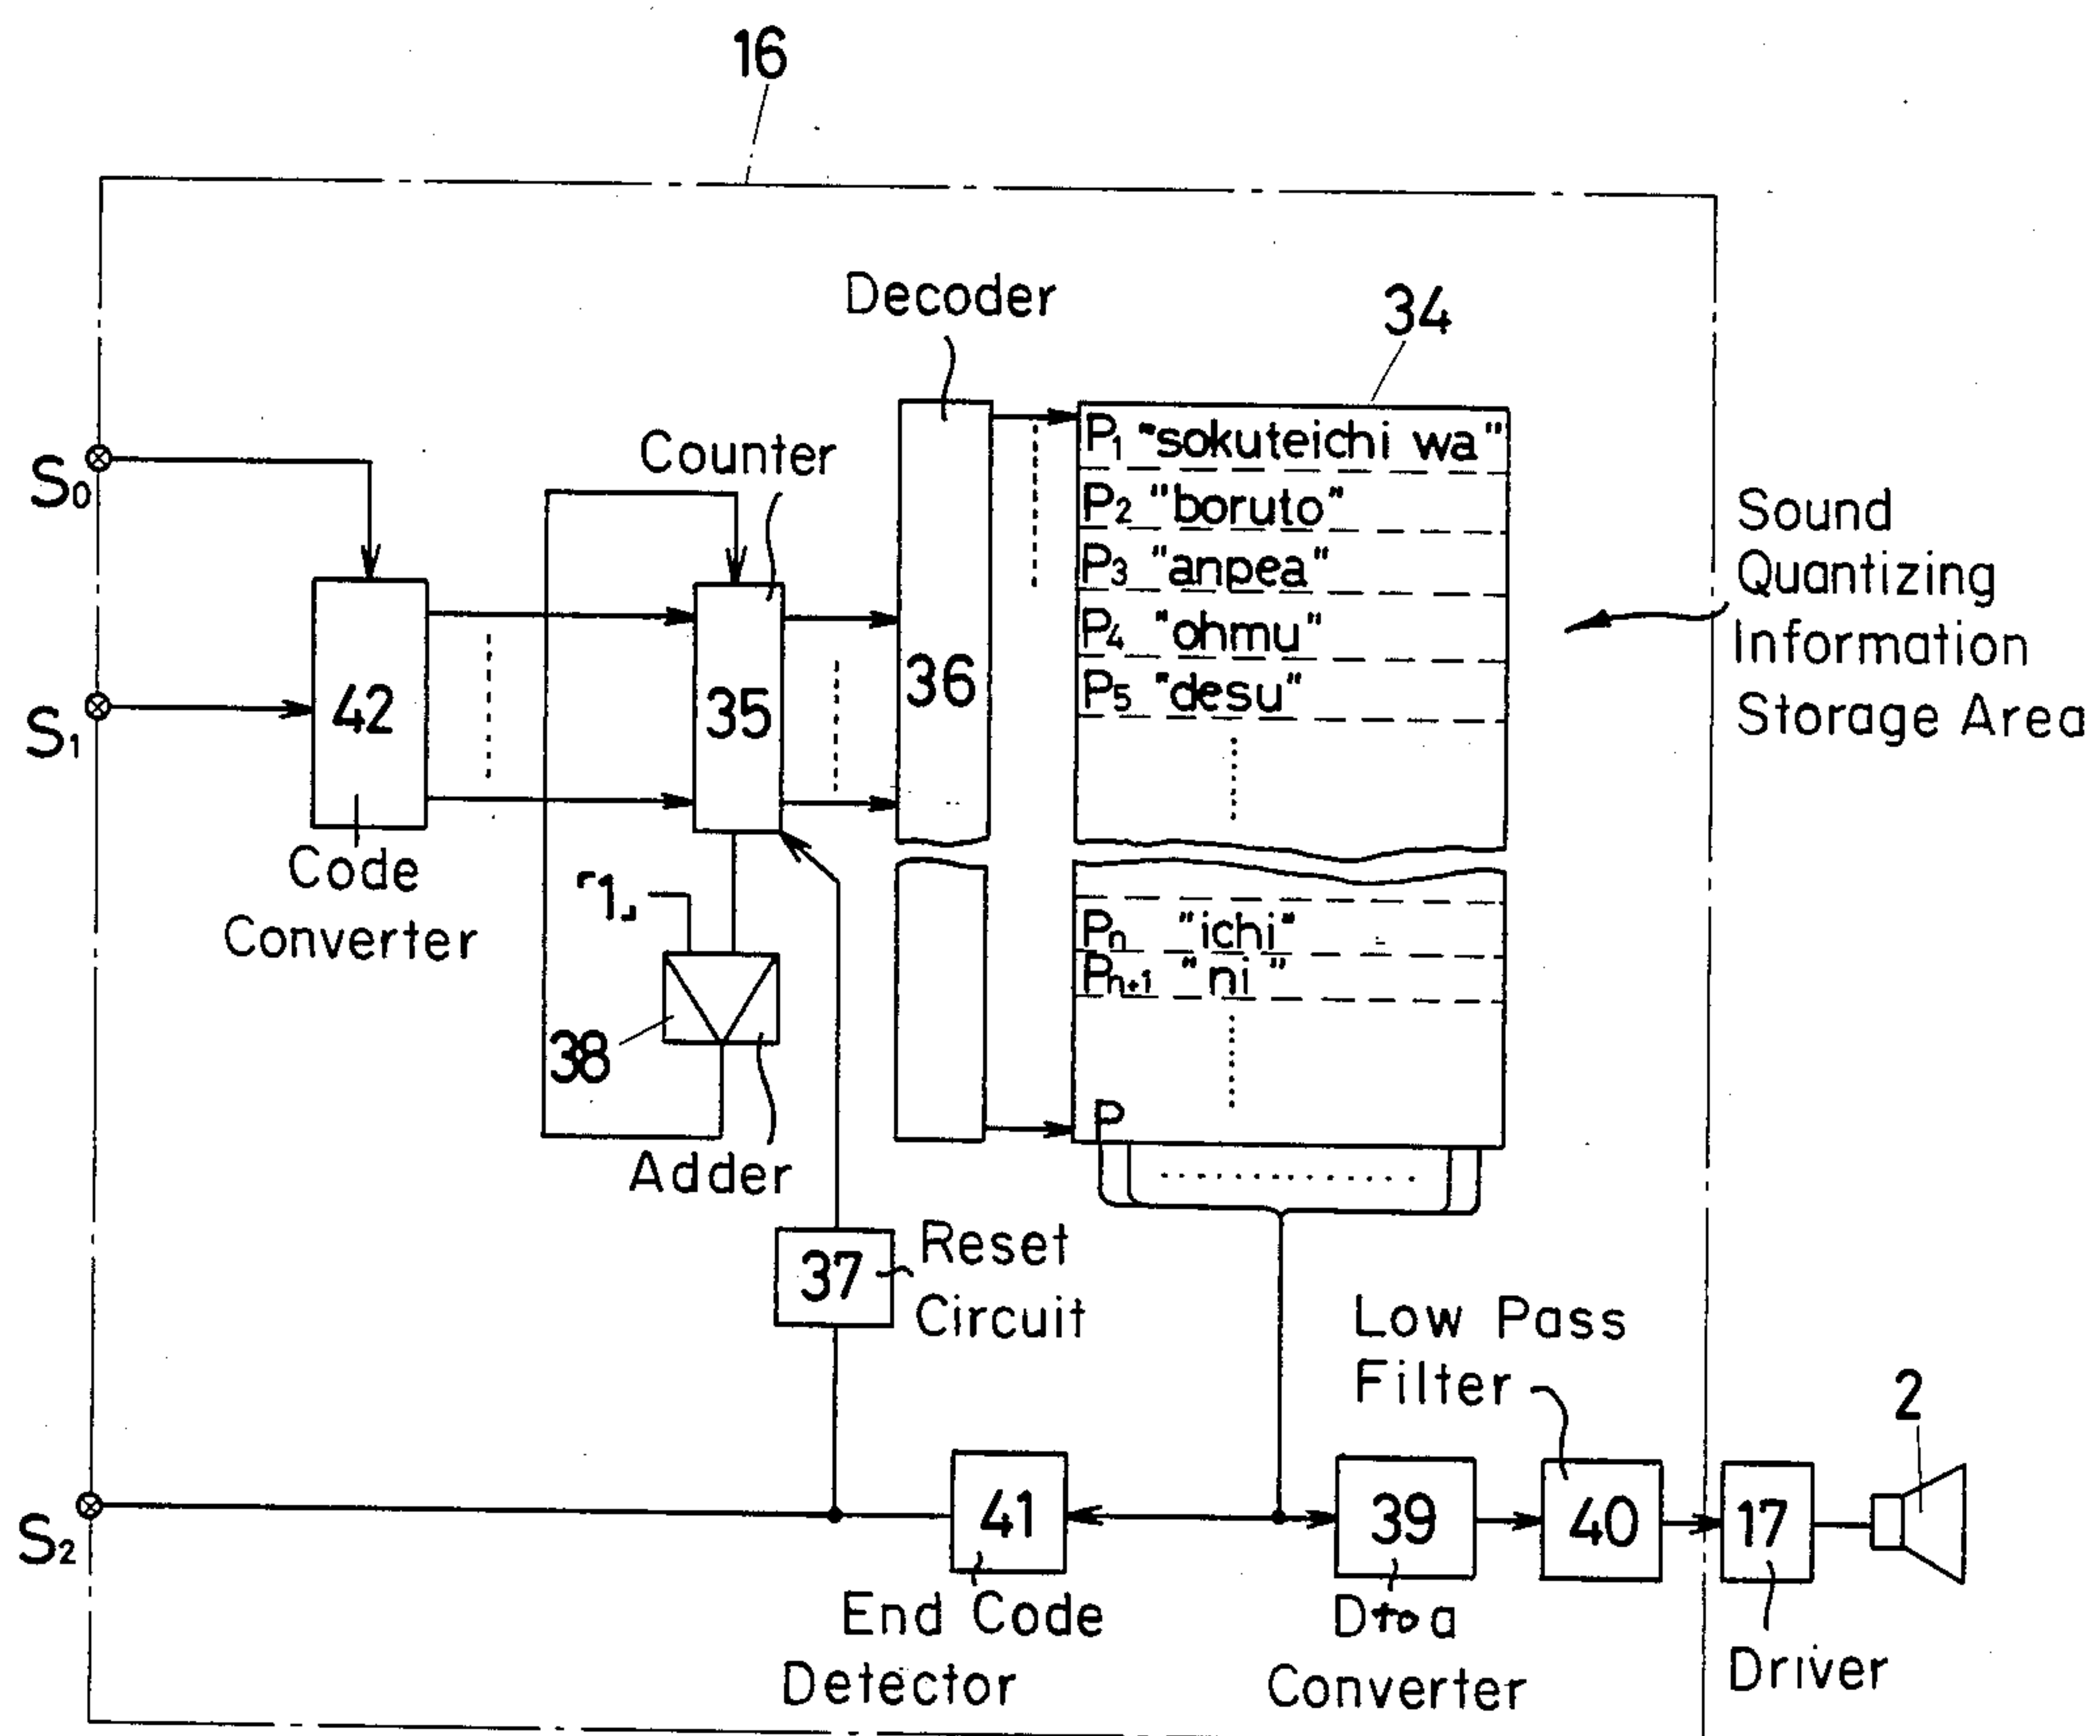 16
Decoder
34
Counter
S0
P1 "sokuteichi wa"
P2 "boruto"
P3 "anpea"
P4 "ohmu"
P5 "desu"
Sound
Quantizing
Information
Storage Area
S1
42
35
36
Code
Converter
「1」
Pn "ichi"
Pn+1 "ni"
38
P
Adder
37
Reset
Circuit
Low Pass
Filter
2
S2
41
39
40
17
End Code
Detector
D to a
Converter
Driver